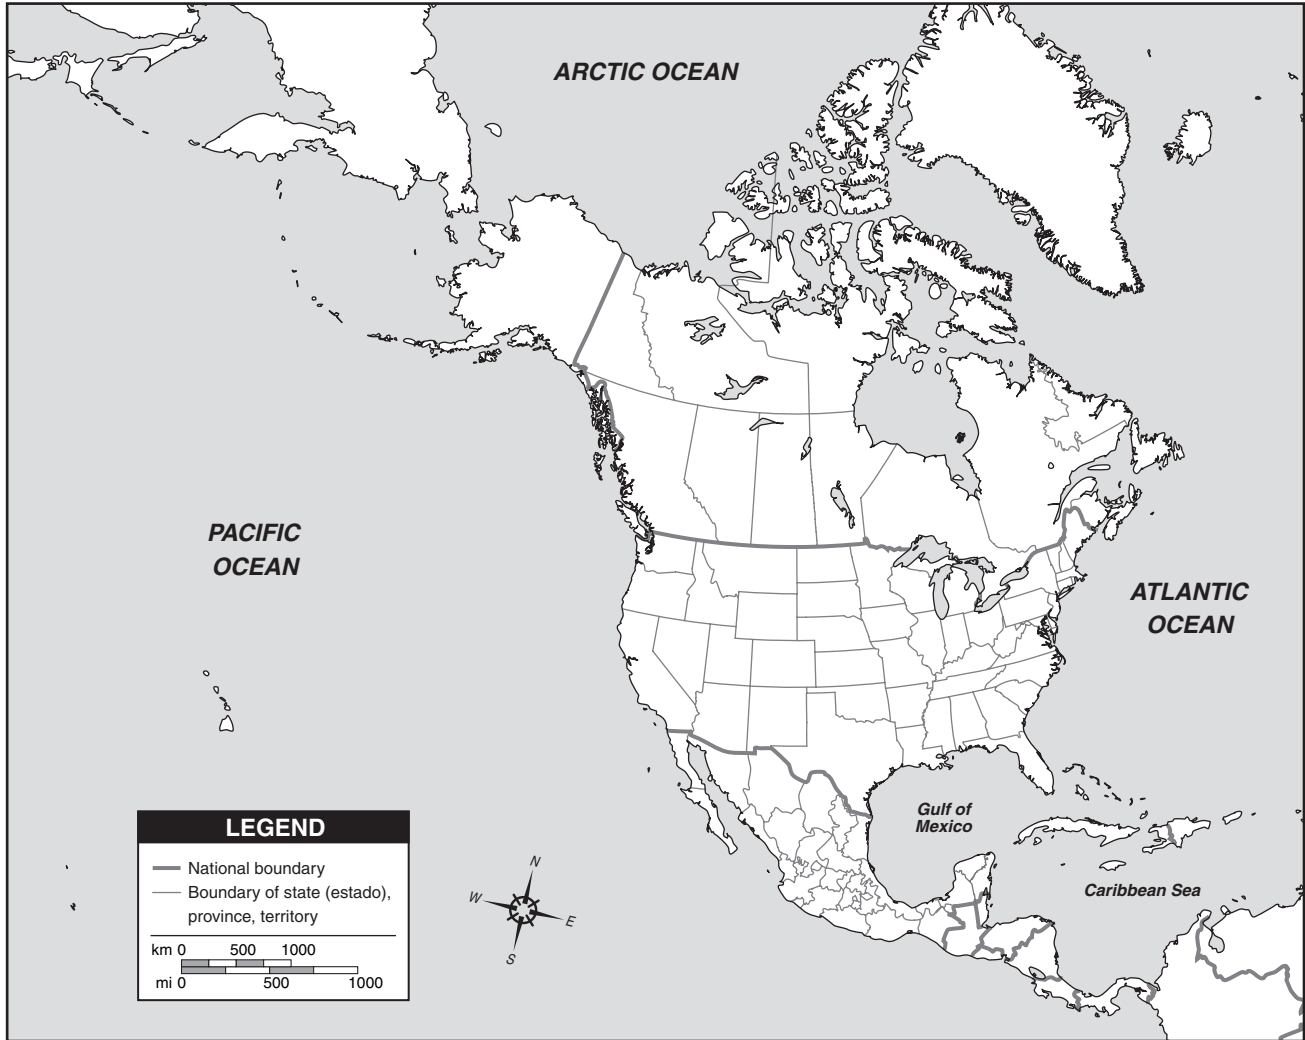 ARCTIC OCEAN
PACIFIC
OCEAN
ATLANTIC
OCEAN
Gulf of
Mexico
Caribbean Sea
LEGEND
National boundary
Boundary of state (estado),
province, territory
km 0 500 1000
mi 0 500 1000
N
W
E
S